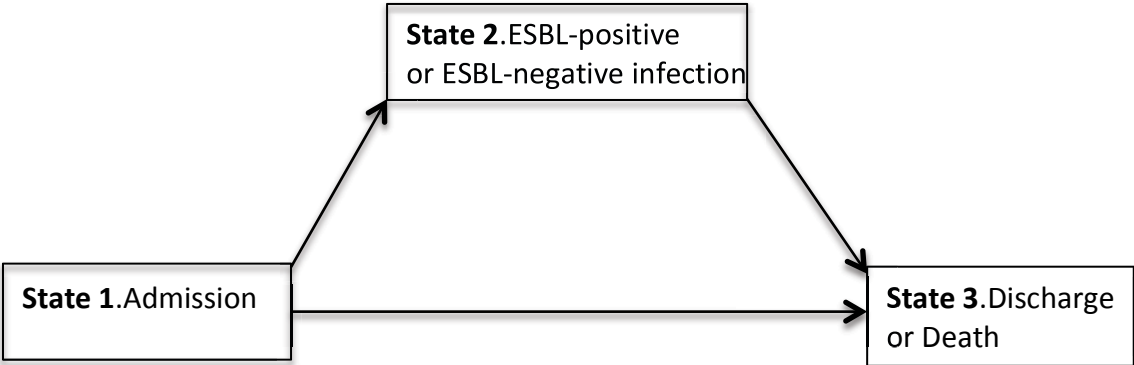 State 2.ESBL-positive
or ESBL-negative infection
State 1.Admission
State 3.Discharge
or Death